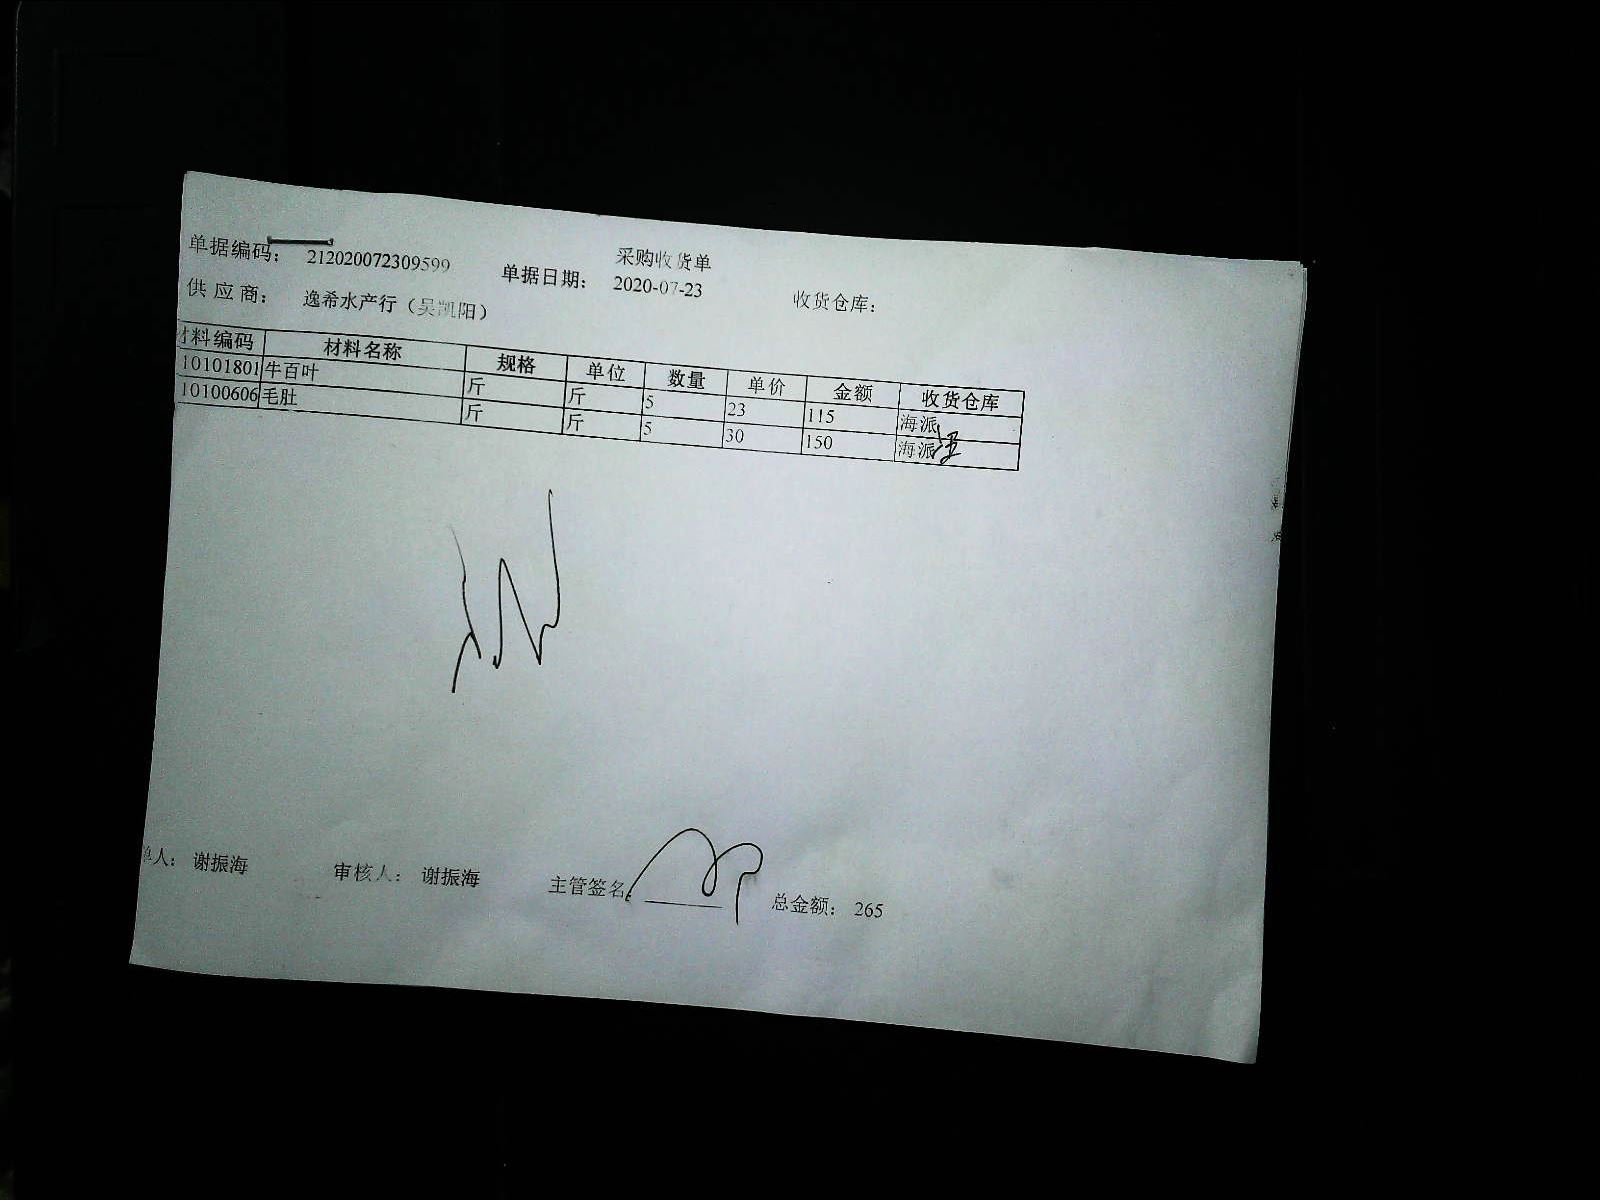 采购收货单
单据编码： 212020072309599 单据日期： 2020-07-23 收货仓库：
供应商： 逸希水产行（吴凯阳）
材料编码 材料名称 规格 单位 数量 单价 金额 收货仓库
10101801 牛百叶 斤 斤 5 23 115 海派
10100606 毛肚 斤 斤 5 30 150 海派
单人： 谢振海 审核人： 谢振海 主管签名： 总金额： 265